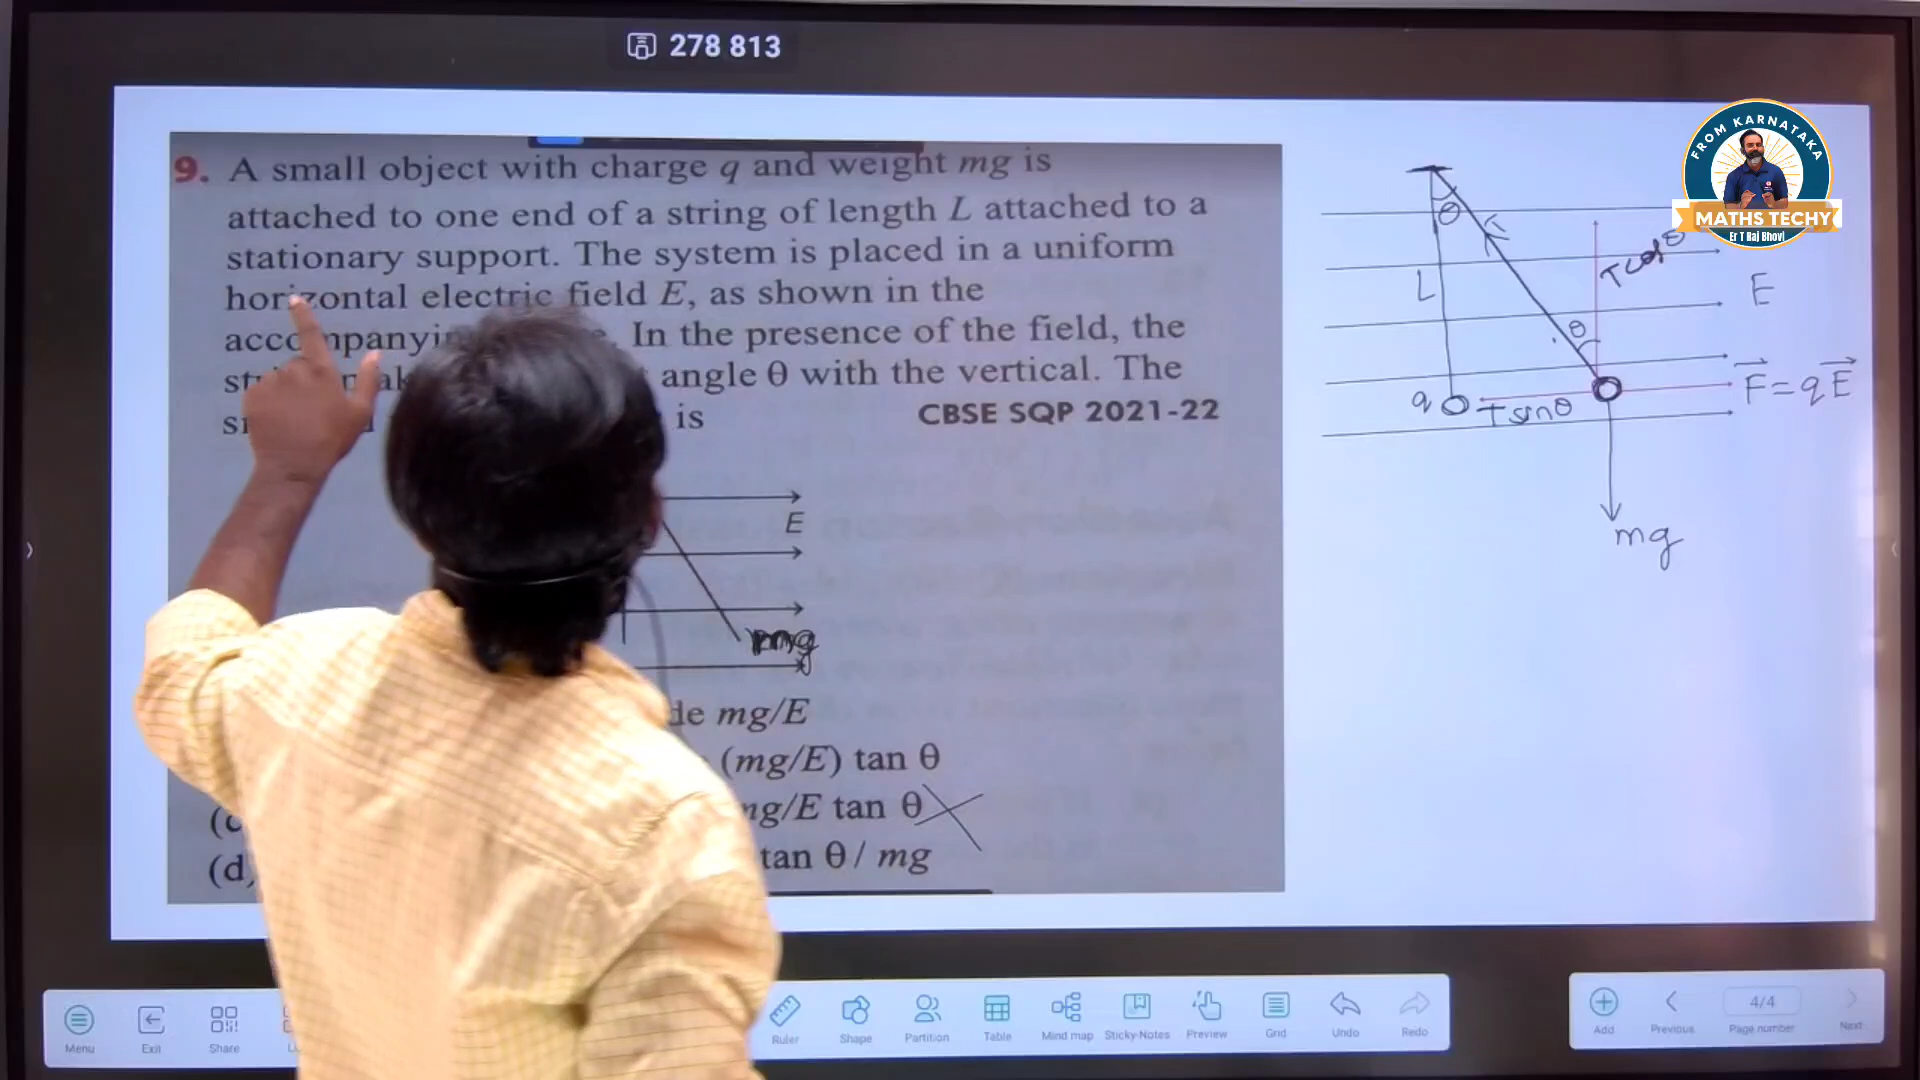 278 813
9. A small object with charge q and weight mg is
attached to one end of a string of length L attached to a
stationary support. The system is placed in a uniform
horizontal electric field E, as shown in the
In the presence of the field, the
angle θ with the vertical. The
is
CBSE SQP 2021-22
E
mg
mg/E
(mg/E) tan θ
mg/E tan θ
(d)
tan θ / mg
θ
L
q
T sinθ
T cosθ
θ
E
F = qE
mg
FROM KARNATAKA
MATHS TECHY
Er T Raj Bhovi
Menu
Exit
Share
Ruler
Shape
Partition
Table
Mind map
Sticky Notes
Preview
Grid
Undo
Redo
Add
Previous
4/4
Page number
Next